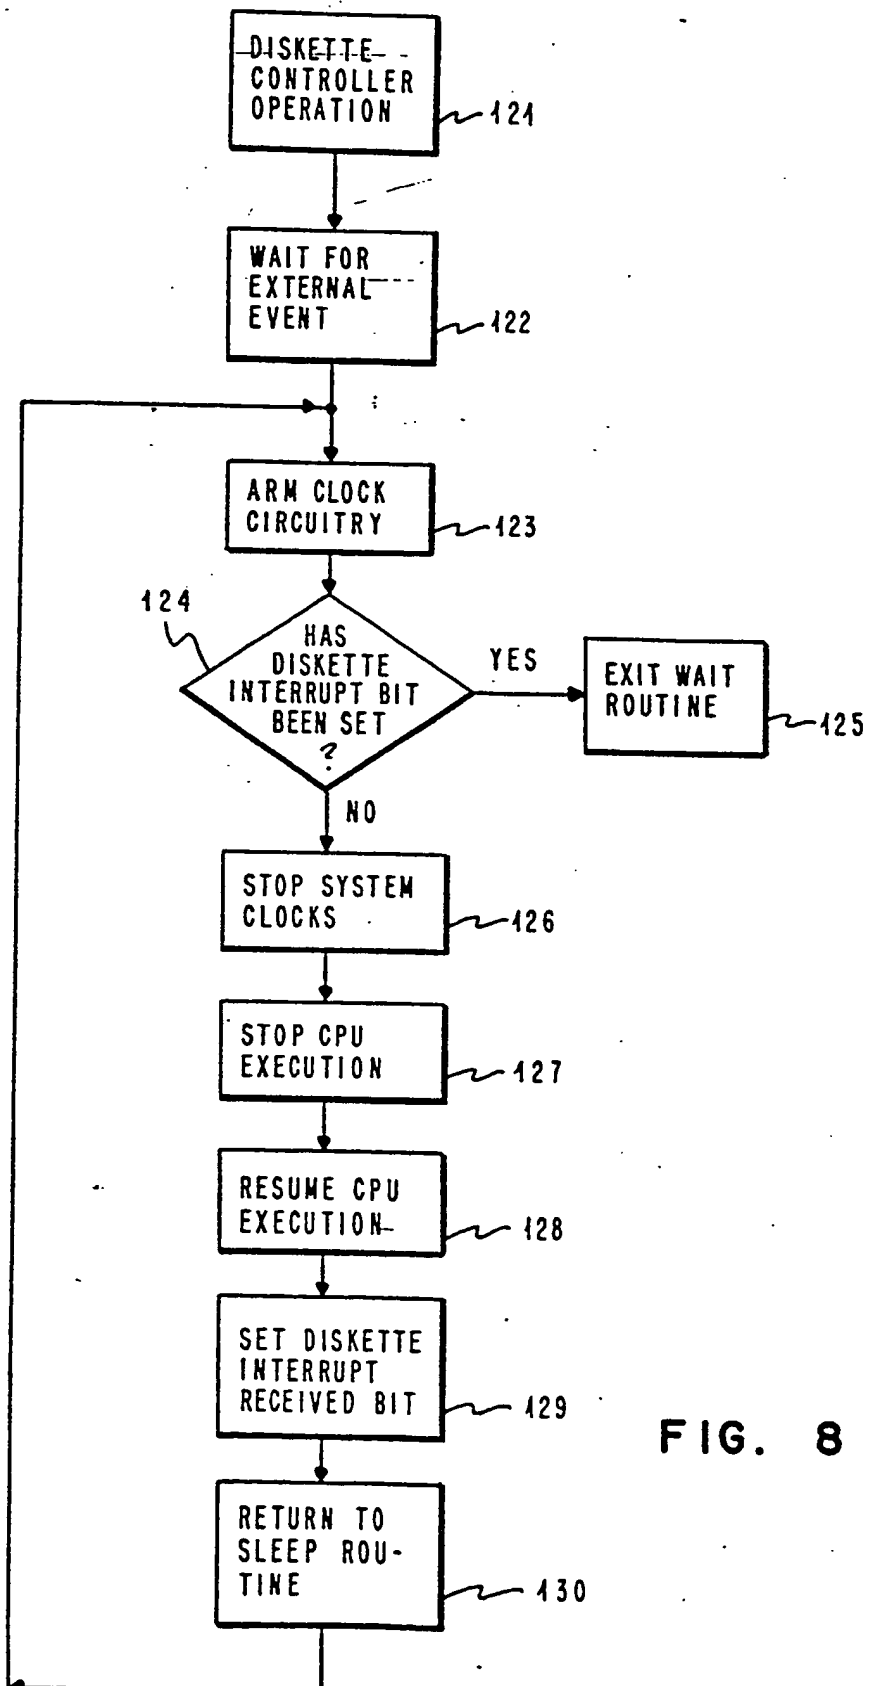 DISKETTE
CONTROLLER
OPERATION
121
WAIT FOR
EXTERNAL
EVENT
122
ARM CLOCK
CIRCUITRY
123
124
HAS
DISKETTE
INTERRUPT BIT
BEEN SET
?
YES
EXIT WAIT
ROUTINE
125
NO
STOP SYSTEM
CLOCKS
126
STOP CPU
EXECUTION
127
RESUME CPU
EXECUTION
128
SET DISKETTE
INTERRUPT
RECEIVED BIT
129
FIG. 8
RETURN TO
SLEEP ROU-
TINE
130